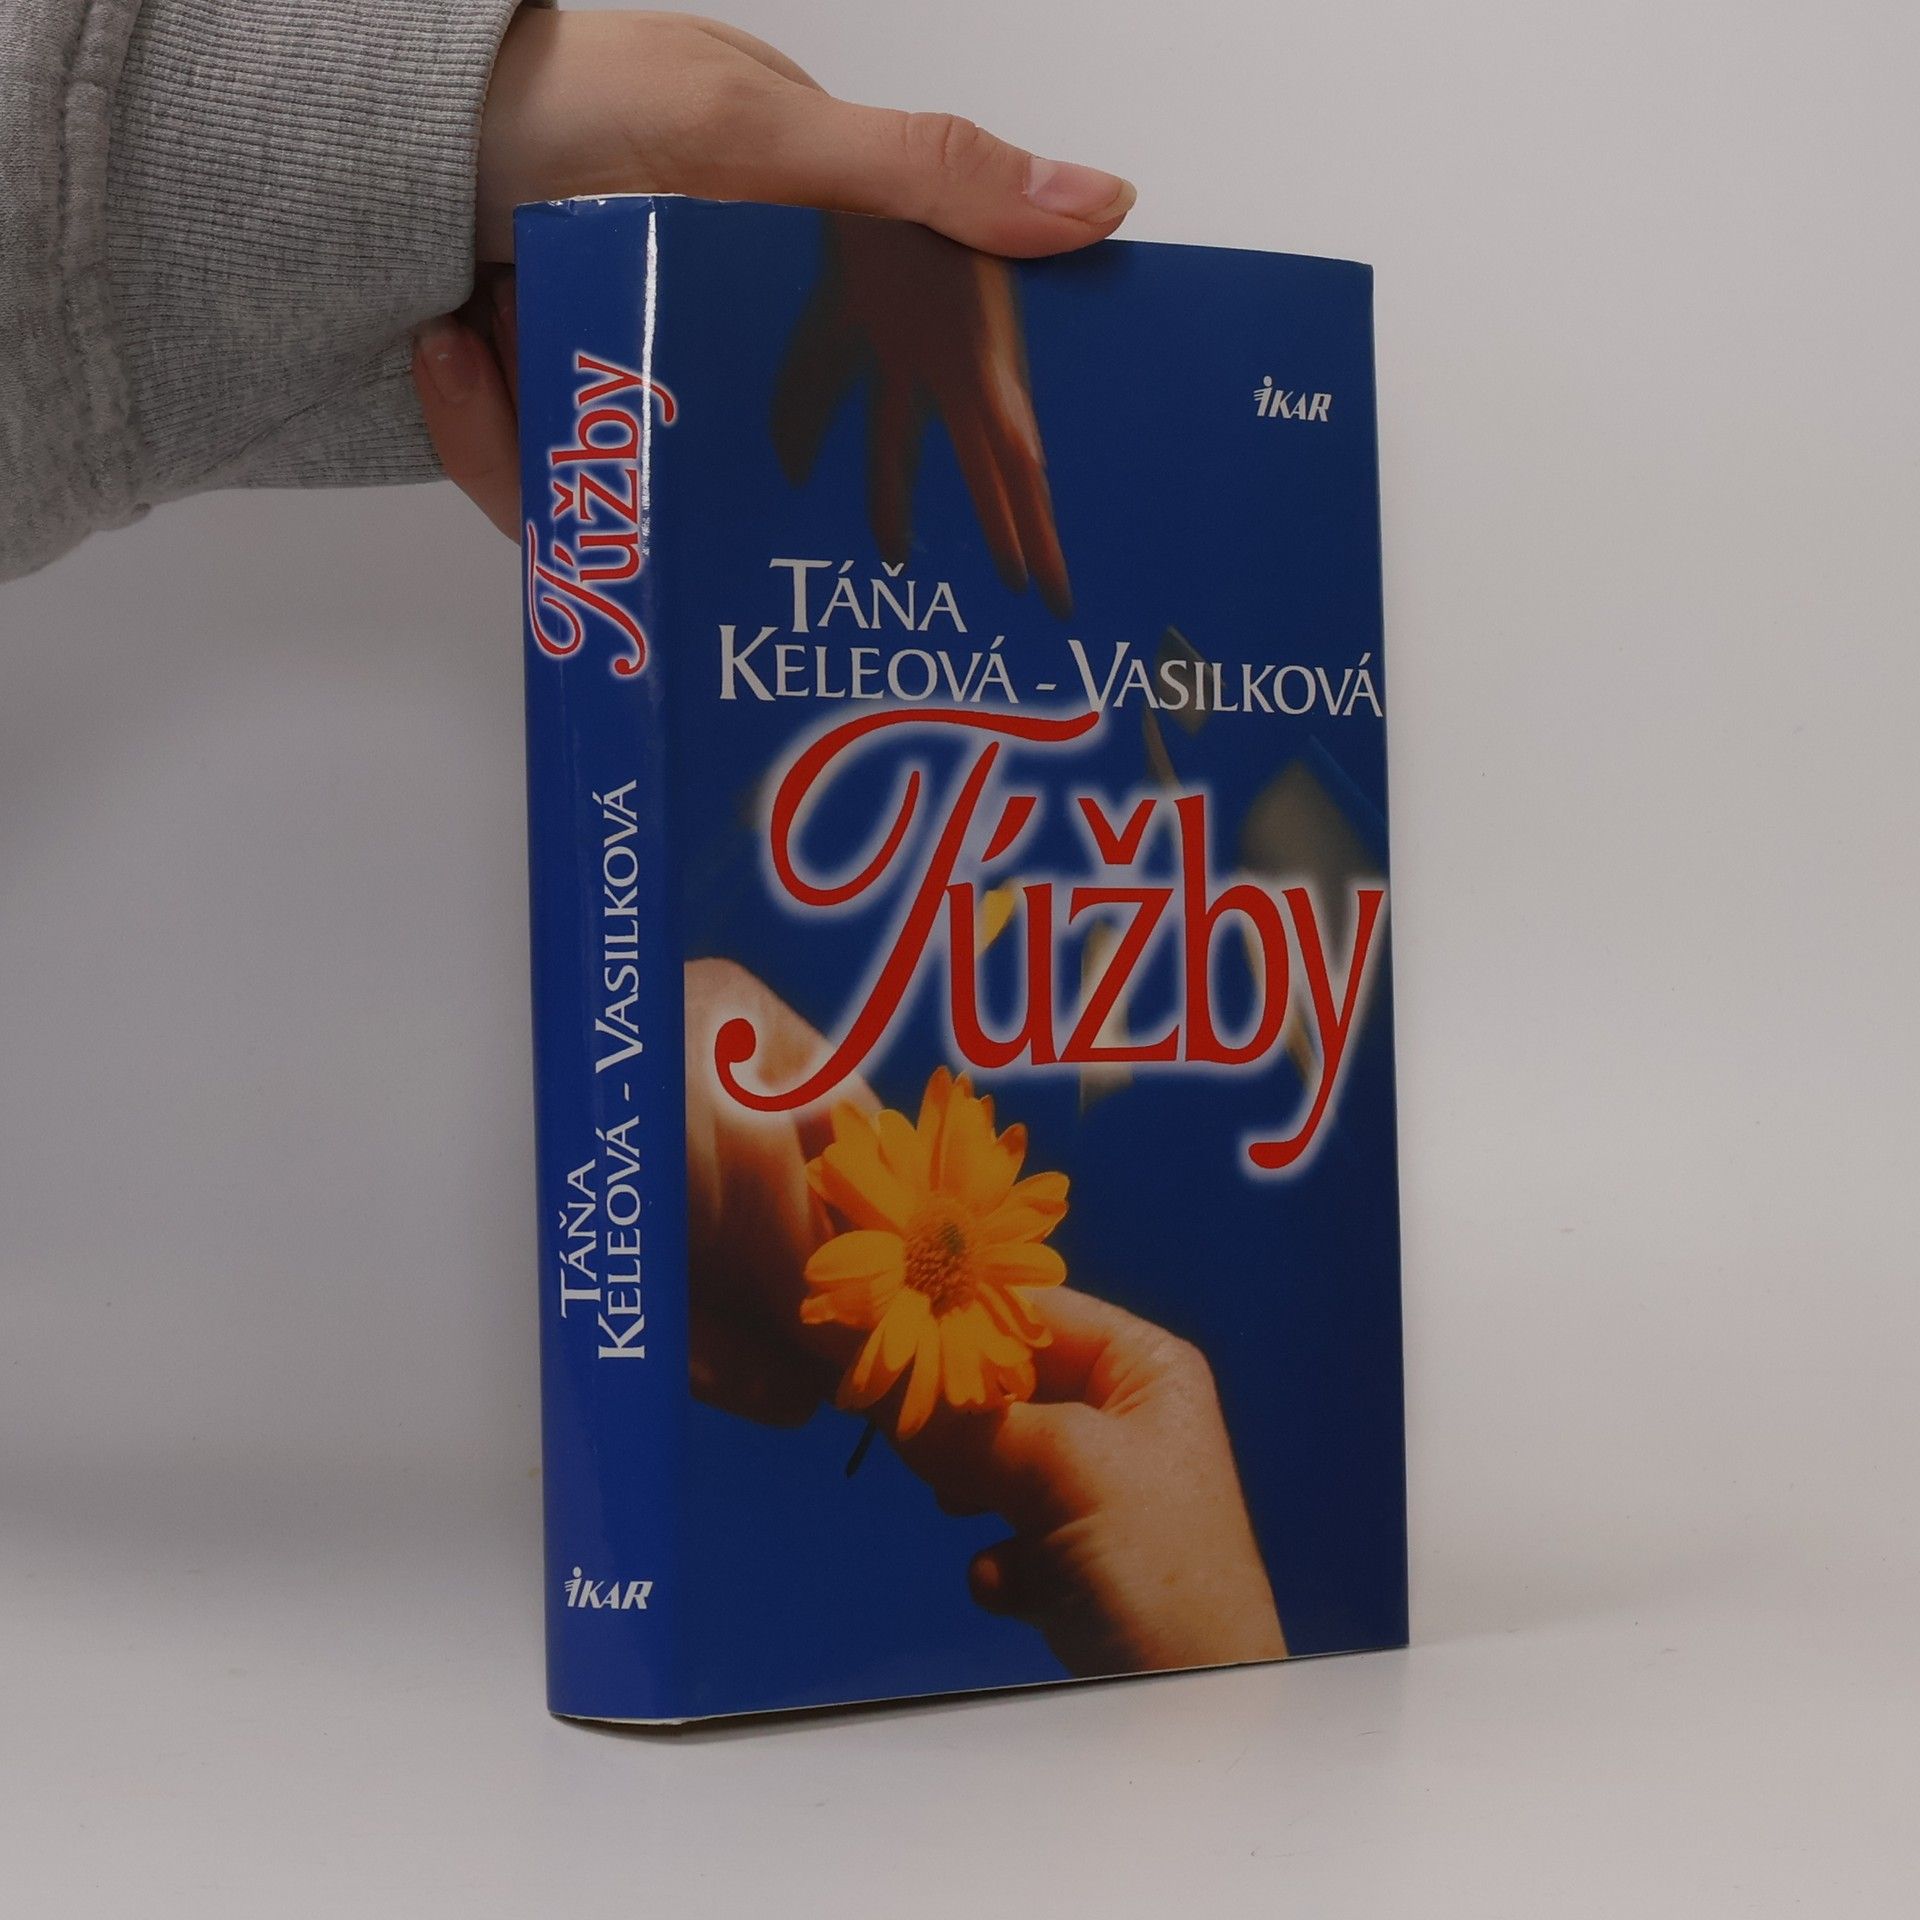 Túžby
TÁŇA
KELEOVÁ - VASILKOVÁ
iKAR
iKAR
TÁŇA
KELEOVÁ - VASILKOVÁ
Túžby